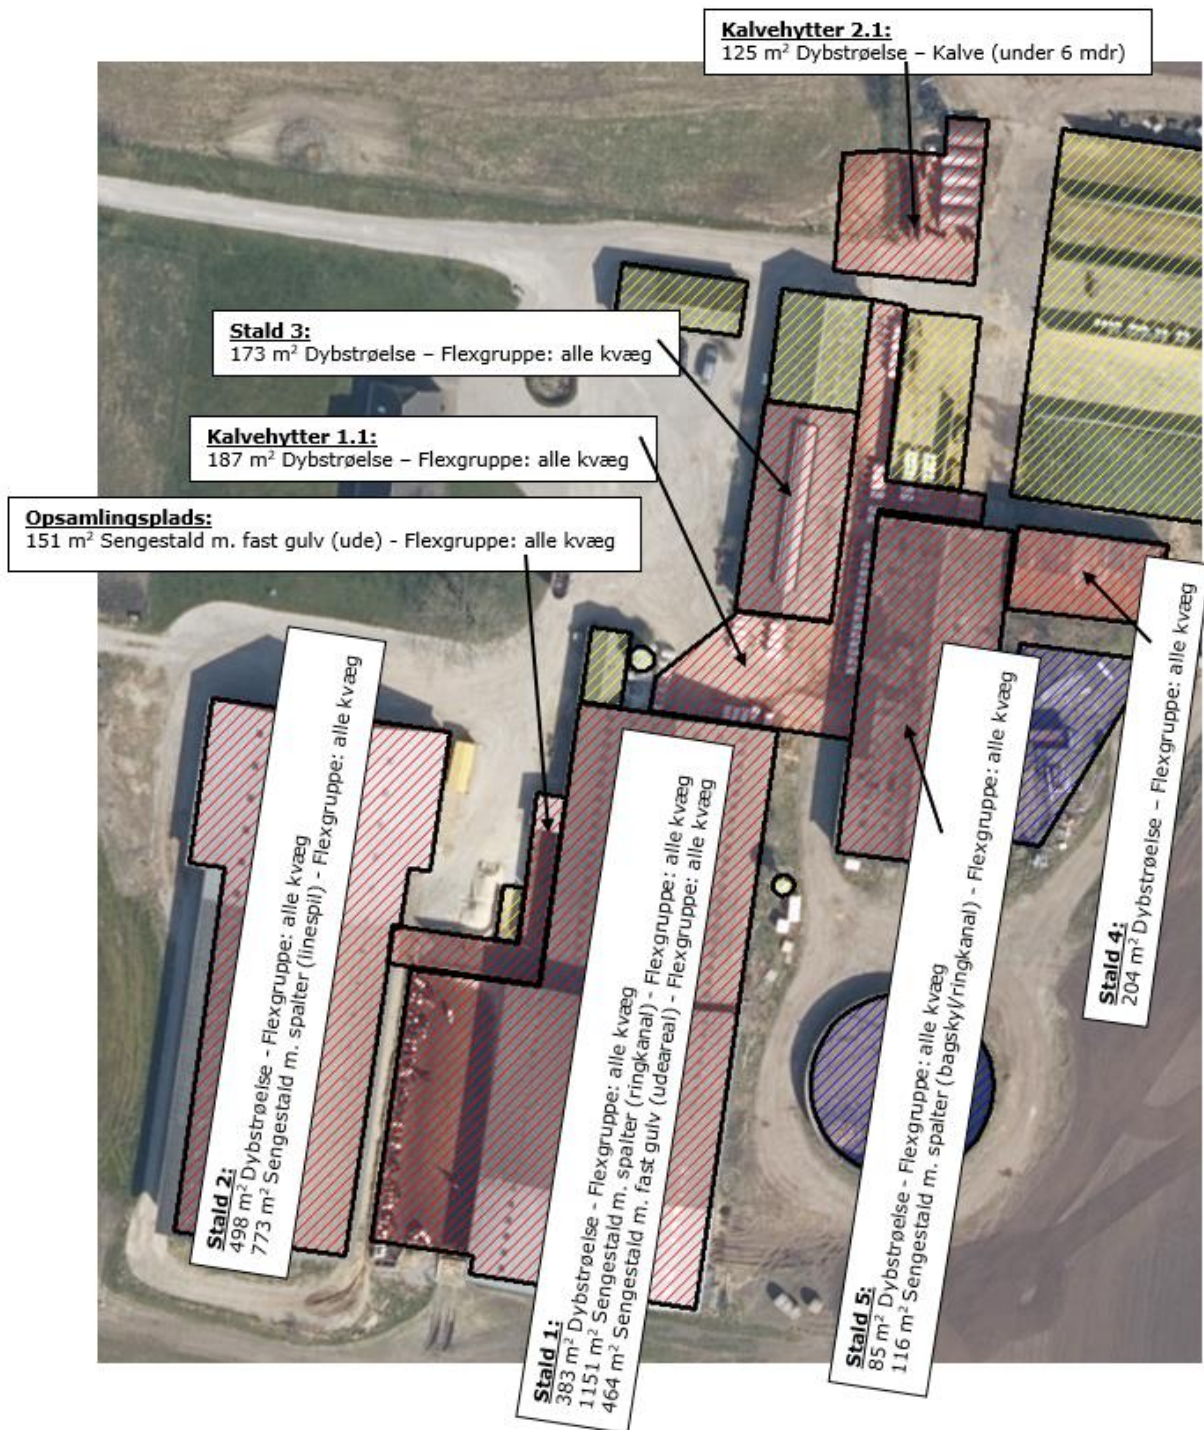 Kalvehytter 2.1:
125 m² Dybstrøelse – Kalve (under 6 mdr)
Stald 3:
173 m² Dybstrøelse – Flexgruppe: alle kvæg
Kalvehytter 1.1:
187 m² Dybstrøelse – Flexgruppe: alle kvæg
Opsamlingsplads:
151 m² Sengestald m. fast gulv (ude) - Flexgruppe: alle kvæg
Stald 2:
498 m² Dybstrøelse - Flexgruppe: alle kvæg
773 m² Sengestald m. spalter (linespil) - Flexgruppe: alle kvæg
Stald 1:
383 m² Dybstrøelse - Flexgruppe: alle kvæg
1151 m² Sengestald m. spalter (ringkanal) - Flexgruppe: alle kvæg
464 m² Sengestald m. fast gulv (udeareal) - Flexgruppe: alle kvæg
Stald 5:
85 m² Dybstrøelse - Flexgruppe: alle kvæg
116 m² Sengestald m. spalter (bagskyl/ringkanal) - Flexgruppe: alle kvæg
Stald 4:
204 m² Dybstrøelse – Flexgruppe: alle kvæg